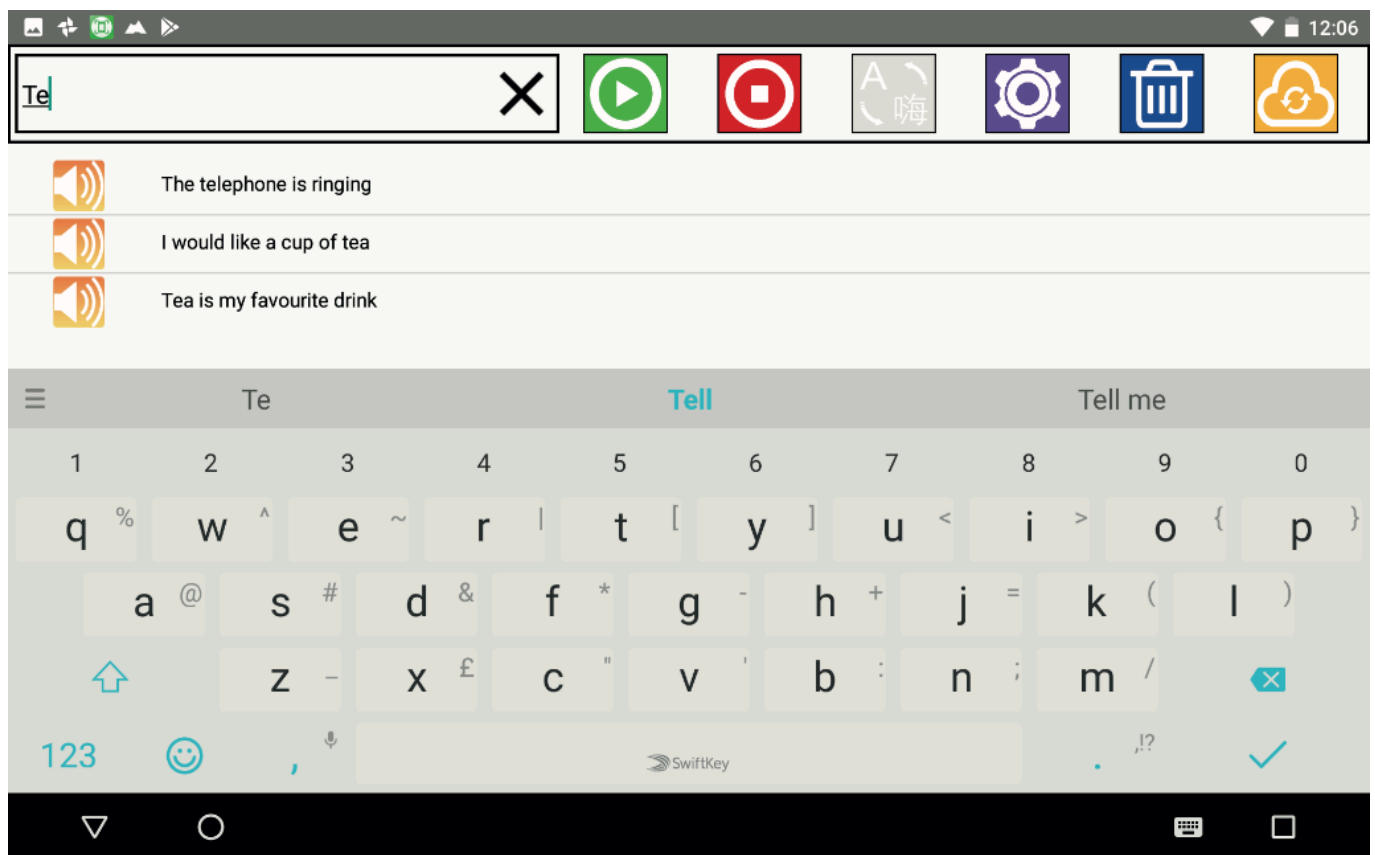 12:06
Te
A
嗨
The telephone is ringing
I would like a cup of tea
Tea is my favourite drink
Te Tell Tell me
1 2 3 4 5 6 7 8 9 0
q % w ^ e ~ r | t [ y ] u < i > o { p }
a @ s # d & f * g - h + j = k ( l )
z _ x £ c " v ' b : n ; m /
123 , SwiftKey . ,!?